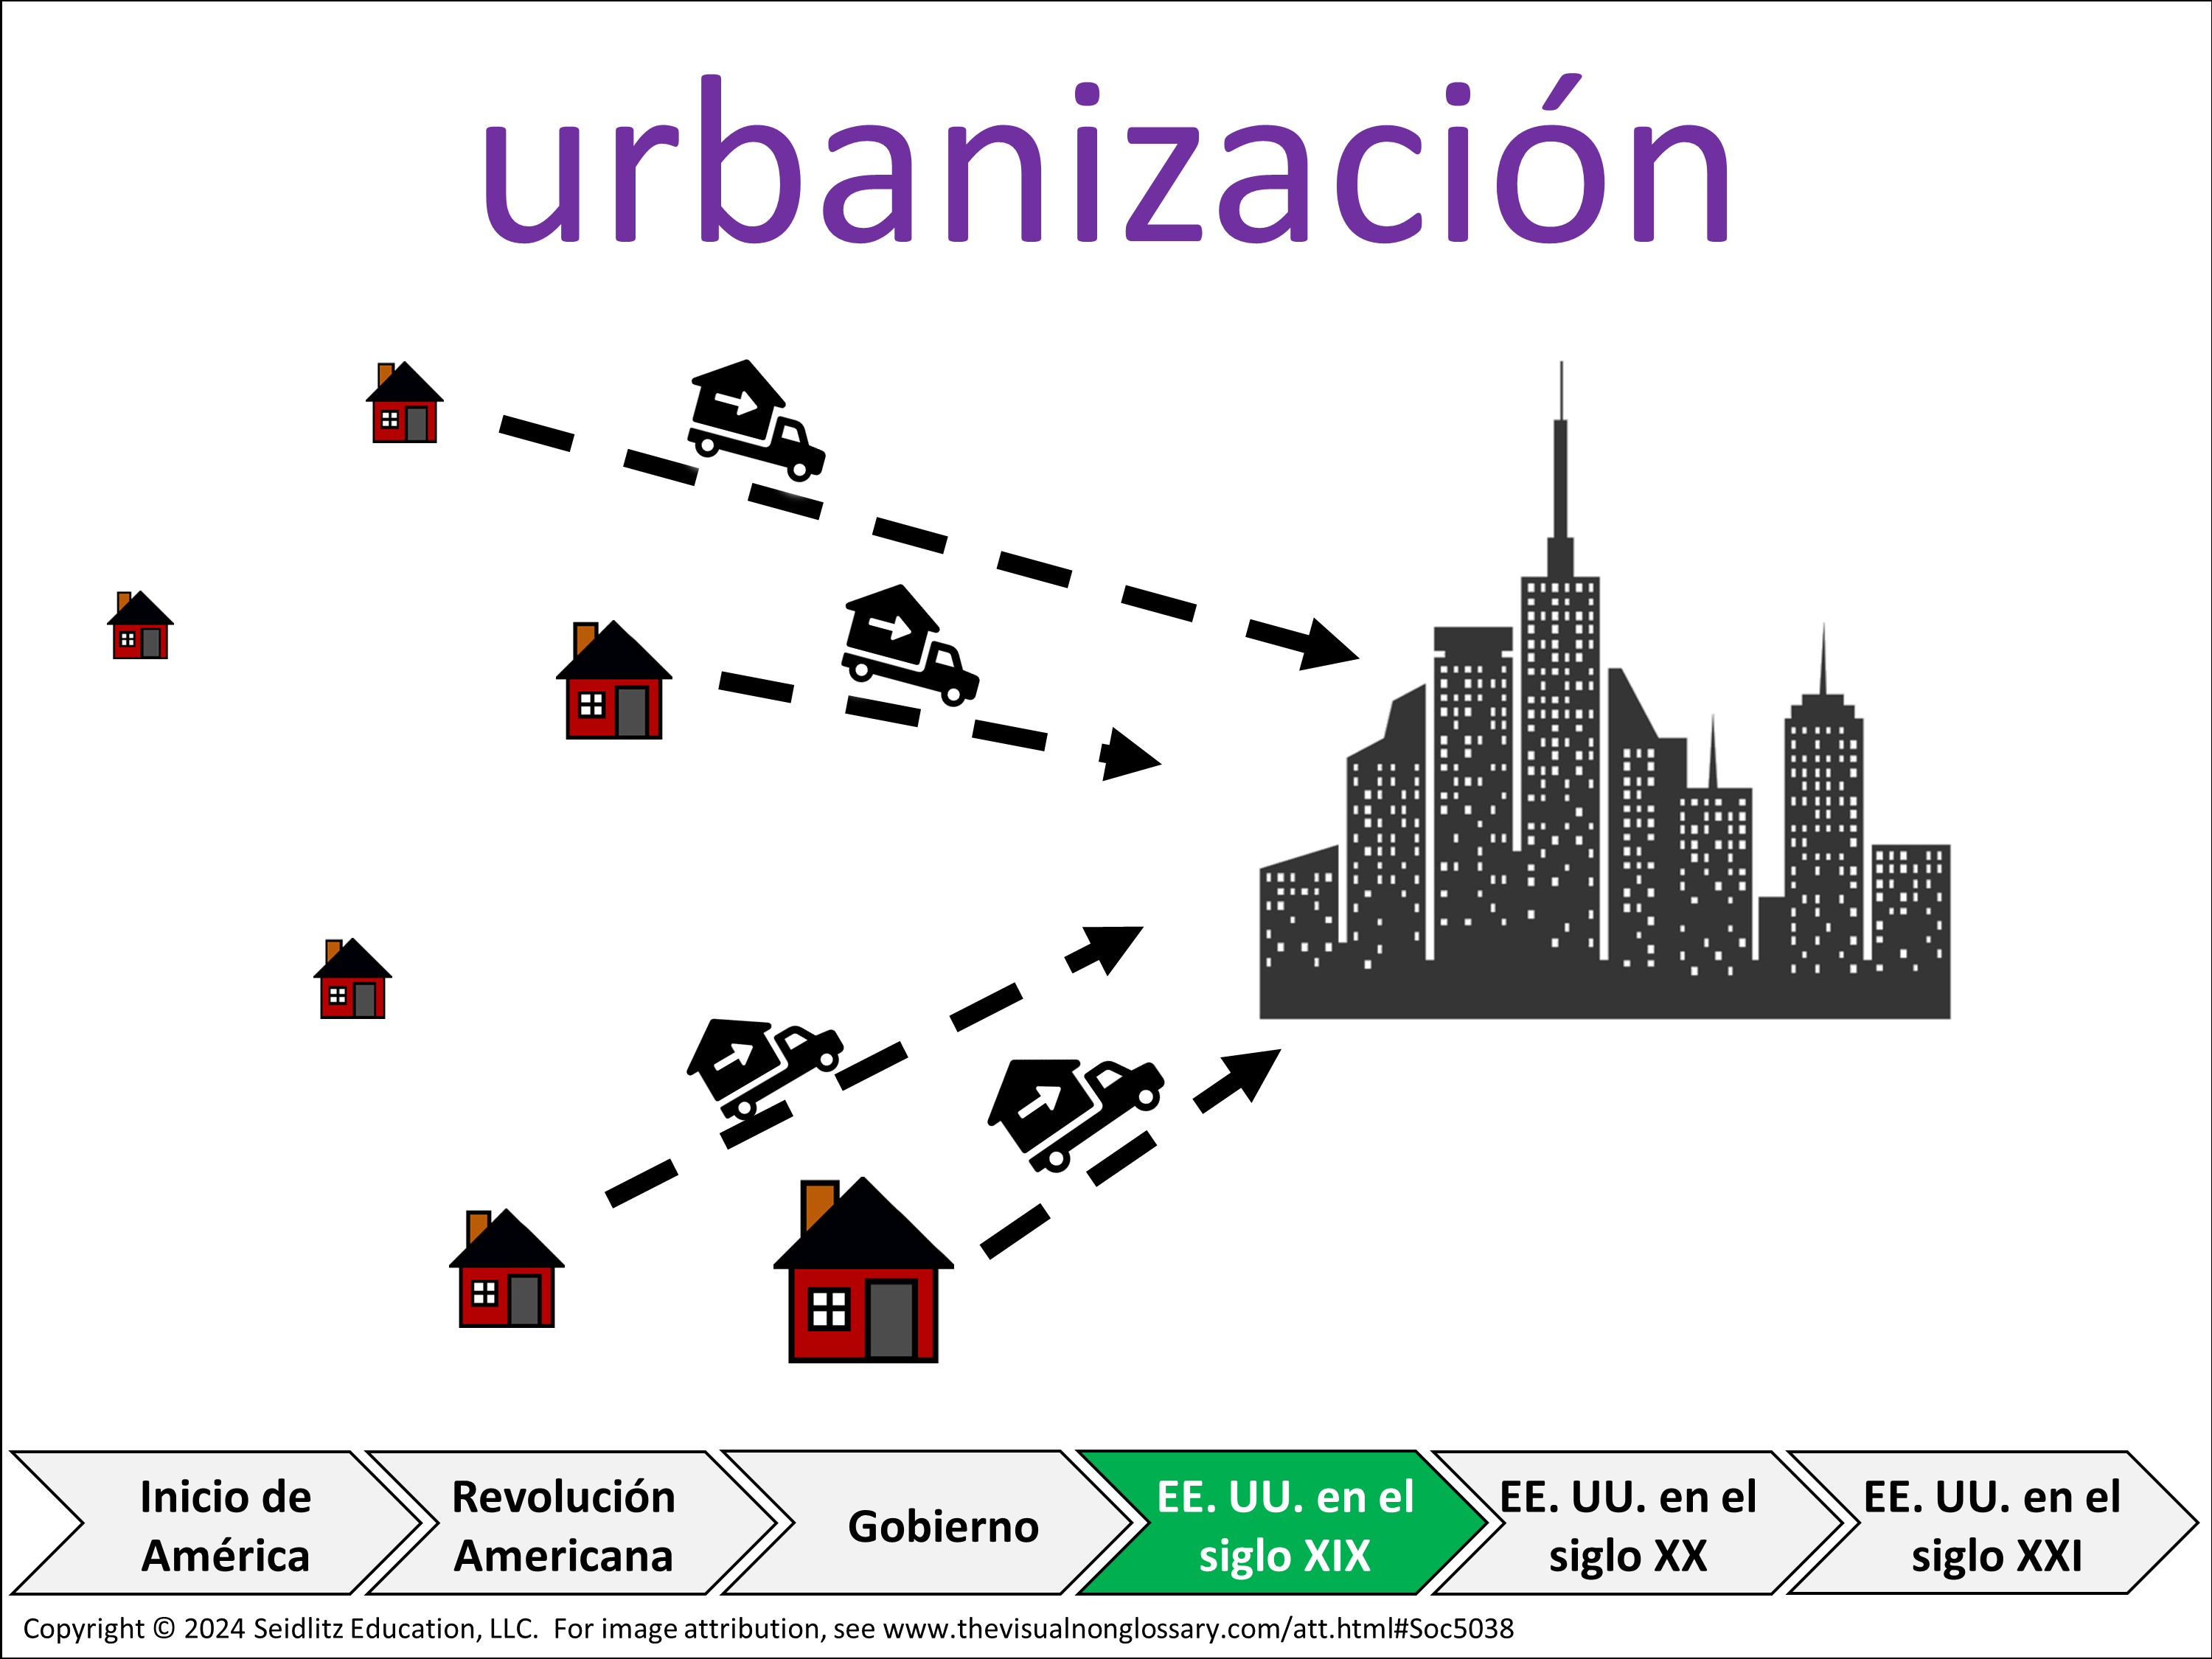 urbanización
Inicio de
América
Revolución
Americana
Gobierno
EE. UU. en el
siglo XIX
EE. UU. en el
siglo XX
EE. UU. en el
siglo XXI
Copyright © 2024 Seidlitz Education, LLC.  For image attribution, see www.thevisualnonglossary.com/att.html#Soc5038